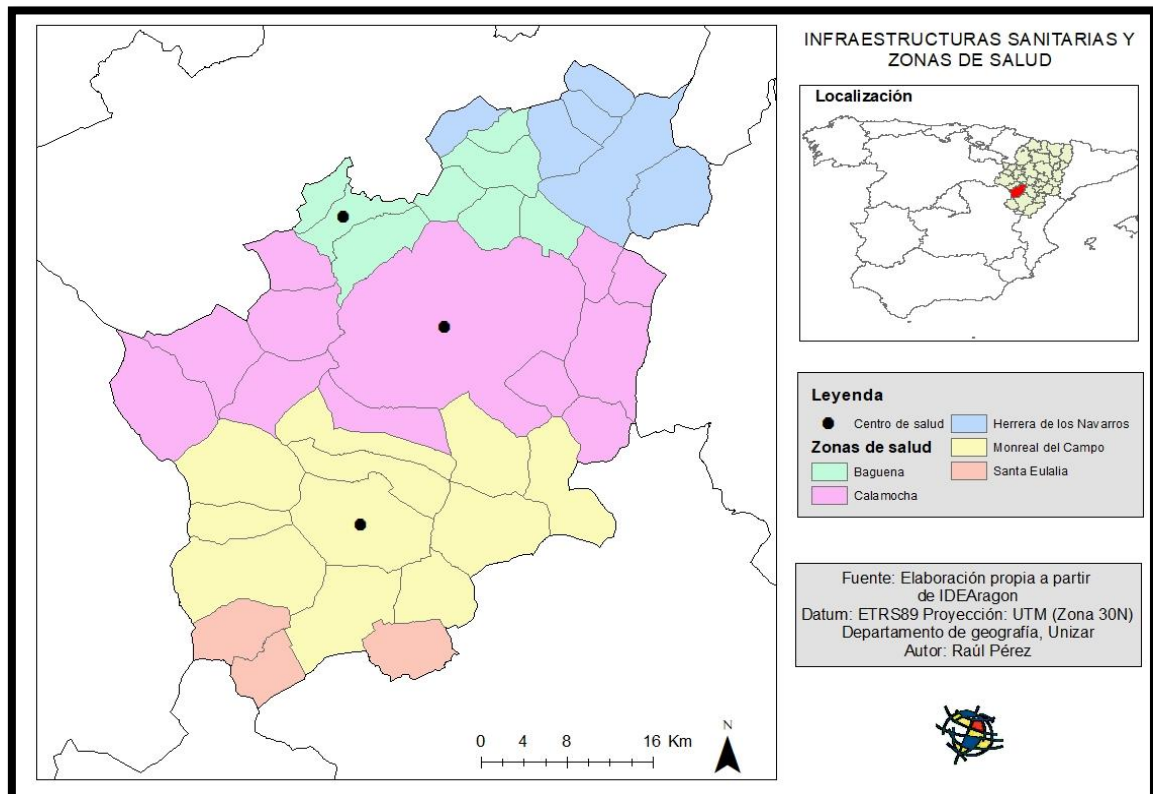 INFRAESTRUCTURAS SANITARIAS Y
ZONAS DE SALUD
Localización
Leyenda
Centro de salud
Zonas de salud
Baguena
Calamocha
Herrera de los Navarros
Monreal del Campo
Santa Eulalia
Fuente: Elaboración propia a partir
de IDEAragon
Datum: ETRS89 Proyección: UTM (Zona 30N)
Departamento de geografía, Unizar
Autor: Raúl Pérez
N
0 4 8 16 Km